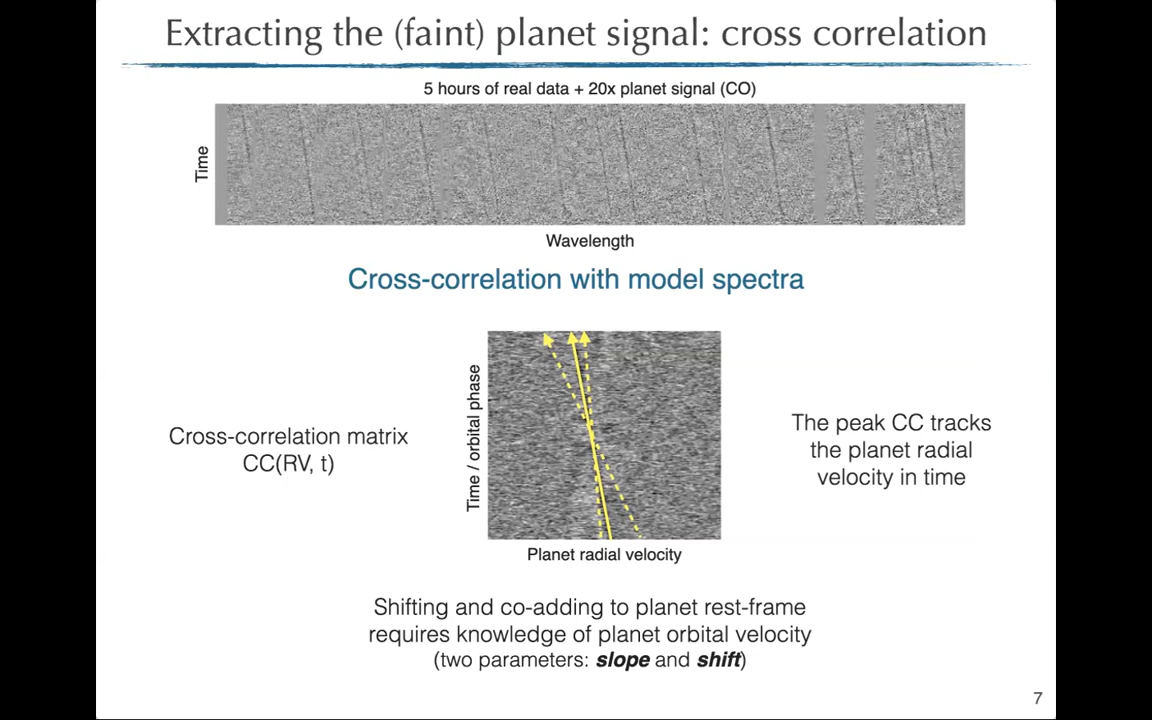 Extracting the (faint) planet signal: cross correlation
5 hours of real data + 20x planet signal (CO)
Time
Wavelength
Cross-correlation with model spectra
Cross-correlation matrix
CC(RV, t)
Time / orbital phase
Planet radial velocity
The peak CC tracks
the planet radial
velocity in time
Shifting and co-adding to planet rest-frame
requires knowledge of planet orbital velocity
(two parameters: slope and shift)
7